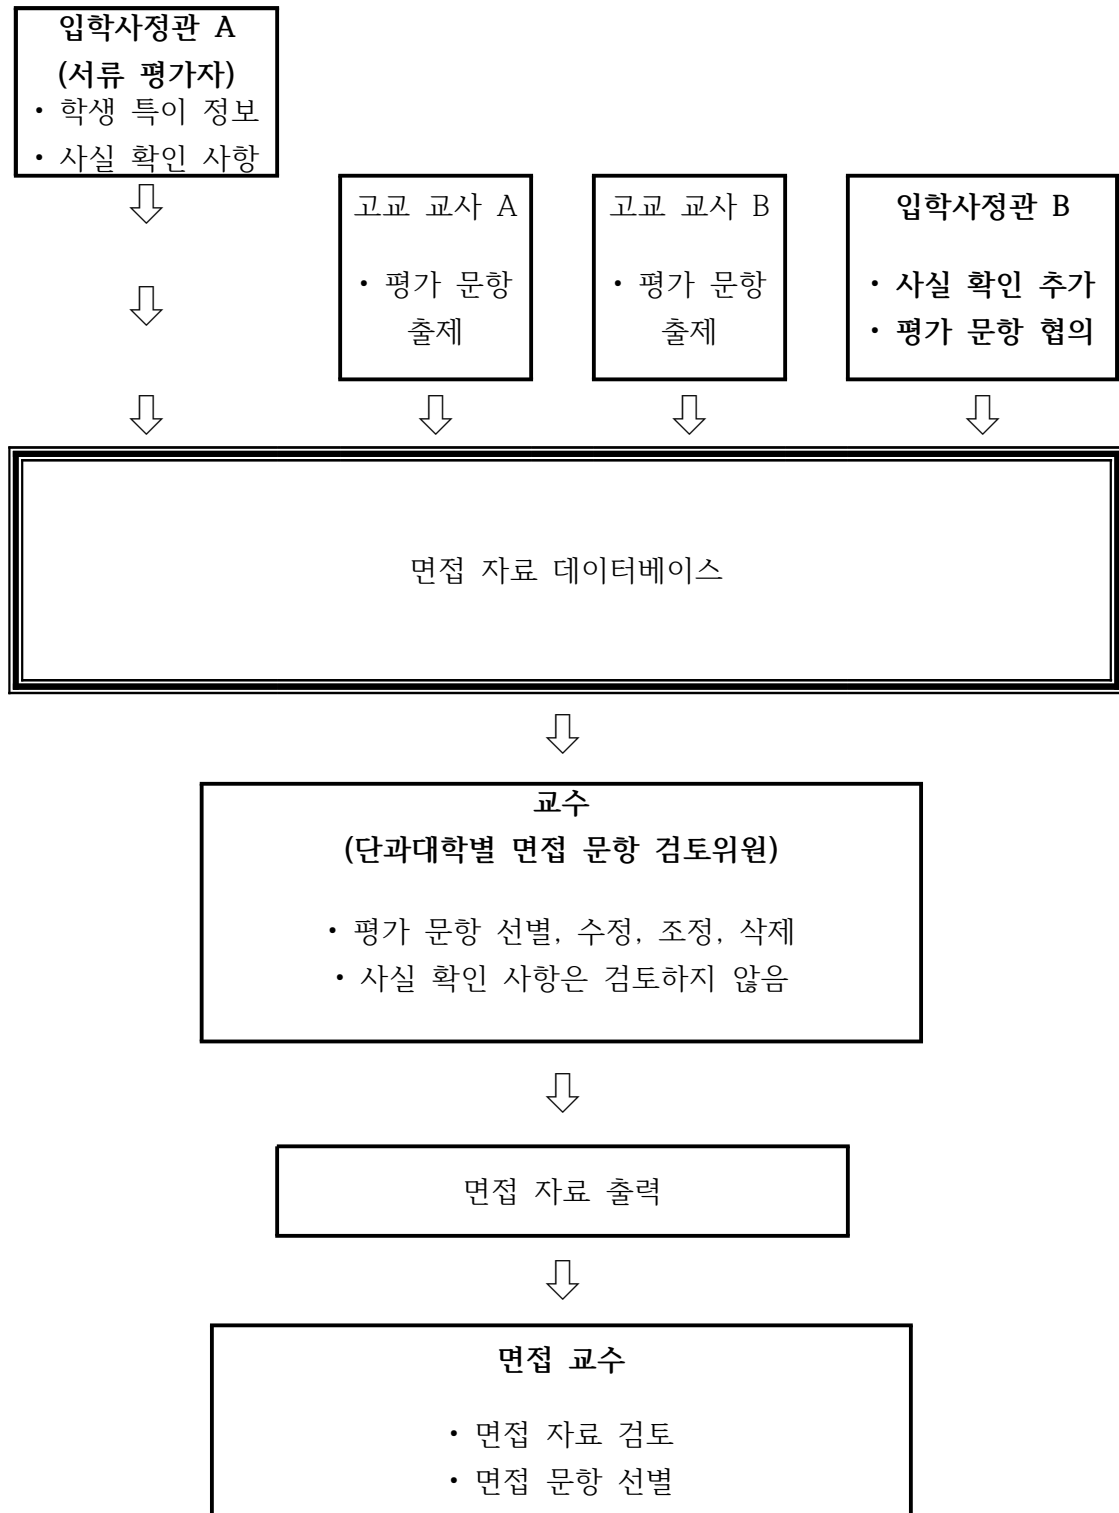 입학사정관 A
(서류 평가자)
• 학생 특이 정보
• 사실 확인 사항
고교 교사 A
• 평가 문항
출제
고교 교사 B
• 평가 문항
출제
입학사정관 B
• 사실 확인 추가
• 평가 문항 협의
면접 자료 데이터베이스
교수
(단과대학별 면접 문항 검토위원)
• 평가 문항 선별, 수정, 조정, 삭제
• 사실 확인 사항은 검토하지 않음
면접 자료 출력
면접 교수
• 면접 자료 검토
• 면접 문항 선별